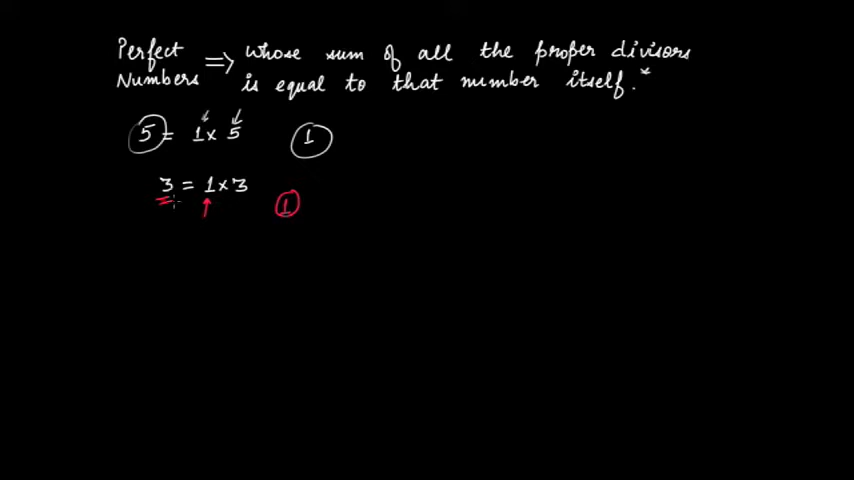 Perfect Numbers => whose sum of all the proper divisors
is equal to that number itself.*
5 = 1 x 5 1
3 = 1 x 3 1